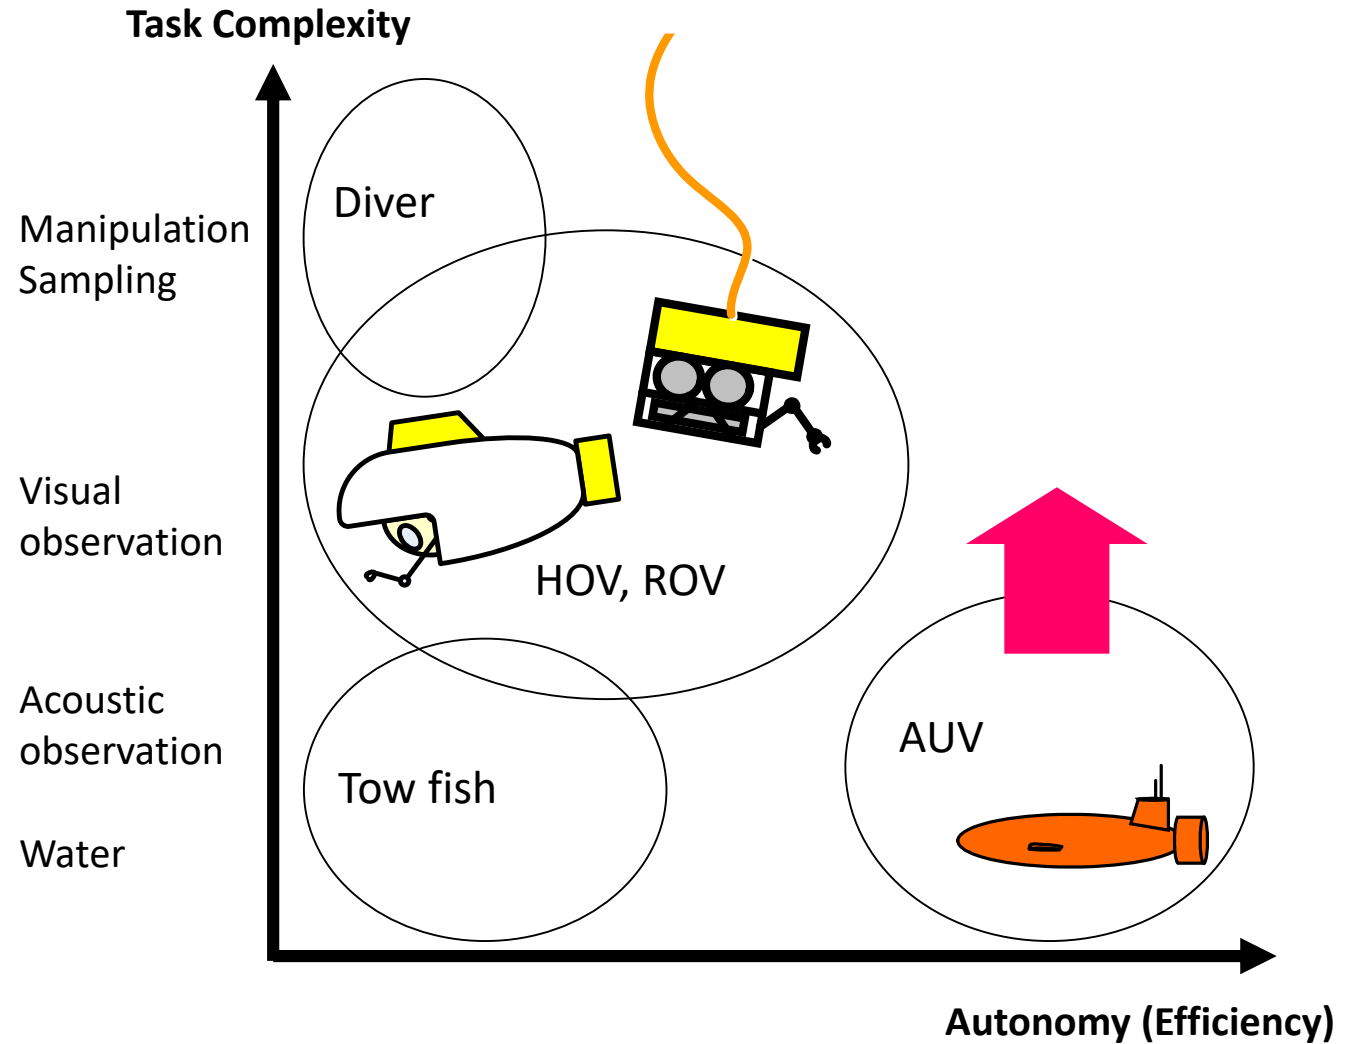 Task Complexity
Diver
Manipulation
Sampling
Visual
observation
HOV, ROV
Acoustic
observation
AUV
Tow fish
Water
Autonomy (Efficiency)